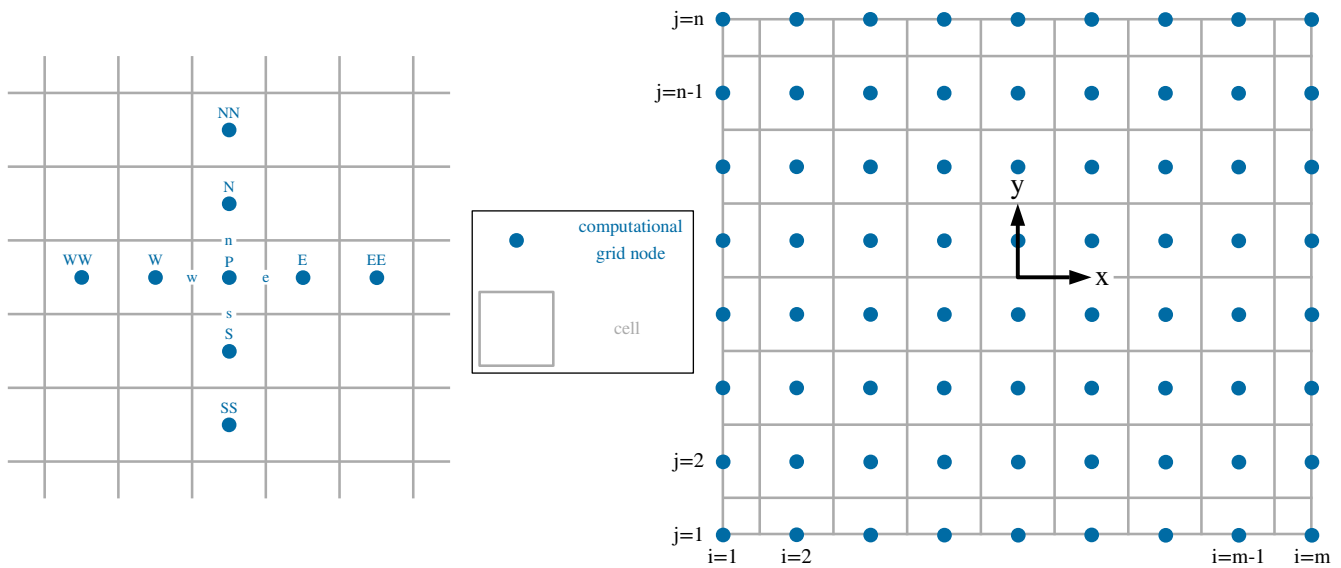 NN
N
n
WW
W
w
P
e
E
EE
s
S
SS
computational
grid node
cell
j=n
j=n-1
y
x
j=2
j=1
i=1
i=2
i=m-1
i=m